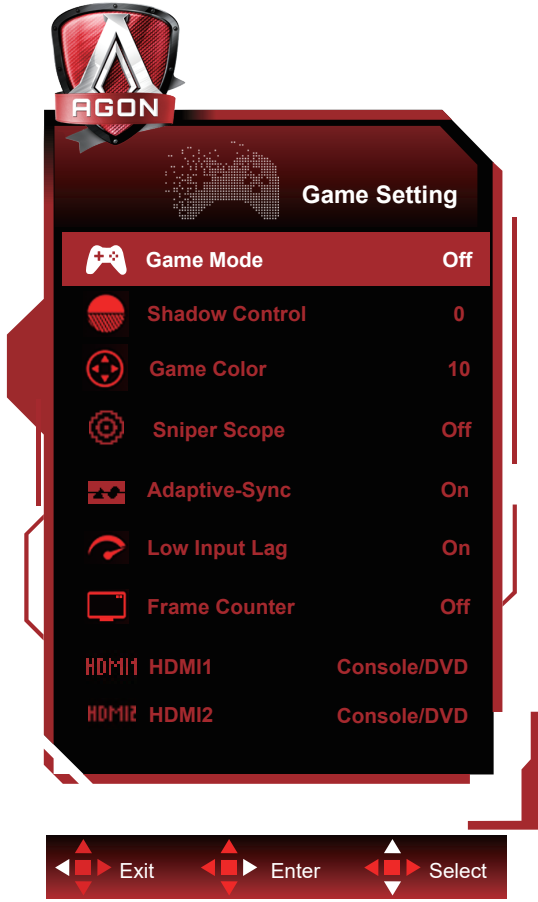 AGON
Game Setting
Game Mode Off
Shadow Control 0
Game Color 10
Sniper Scope Off
Adaptive-Sync On
Low Input Lag On
Frame Counter Off
HDMI1 HDMI1 Console/DVD
HDMI2 HDMI2 Console/DVD
Exit Enter Select